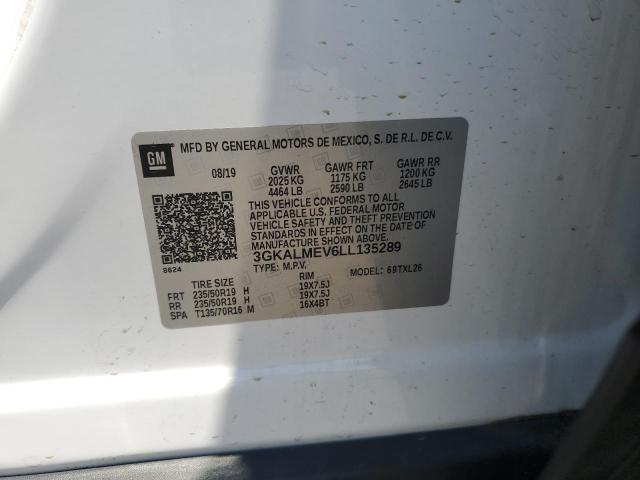 GM
MFD BY GENERAL MOTORS DE MEXICO, S. DE R.L. DE C.V.
08/19 GVWR GAWR FRT GAWR RR
2025 KG 1175 KG 1200 KG
4464 LB 2590 LB 2645 LB
THIS VEHICLE CONFORMS TO ALL
APPLICABLE U.S. FEDERAL MOTOR
VEHICLE SAFETY AND THEFT PREVENTION
STANDARDS IN EFFECT ON THE DATE OF
MANUFACTURE SHOWN ABOVE.
3GKALMEV6LL135289
8624 TYPE: M.P.V. MODEL: 69TXL26
TIRE SIZE RIM
FRT 235/50R19 H 19X7.5J
RR 235/50R19 H 19X7.5J
SPA T135/70R16 M 16X4BT